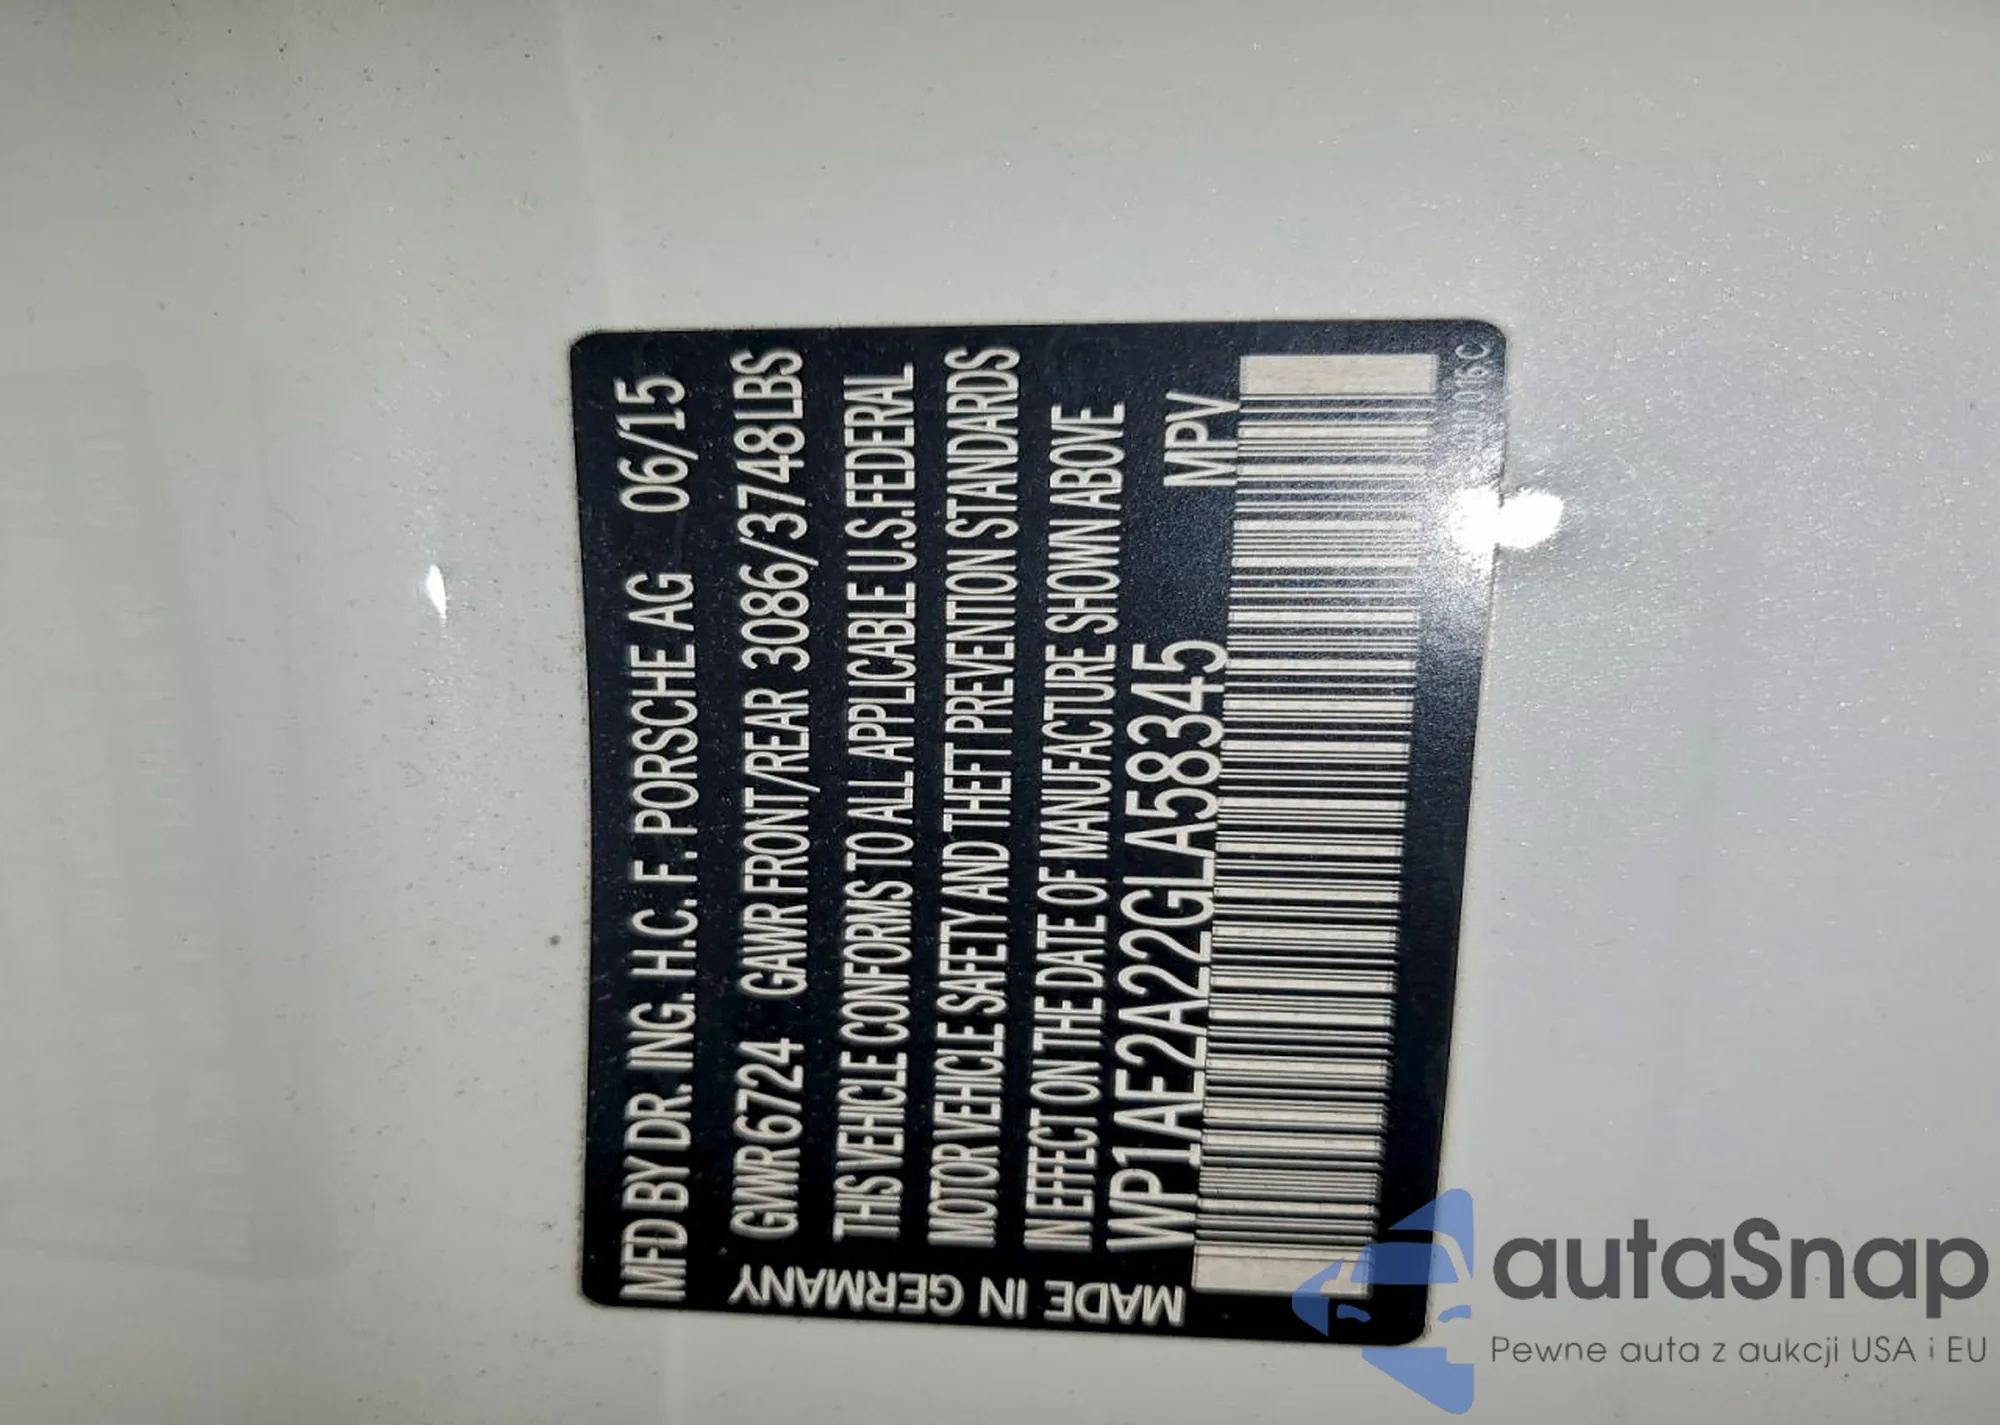 MFD BY DR. ING. H.C. F. PORSCHE AG 06/15
GVWR 6724 GAWR FRONT/REAR 3086/3748LBS
THIS VEHICLE CONFORMS TO ALL APPLICABLE U.S.FEDERAL
MOTOR VEHICLE SAFETY AND THEFT PREVENTION STANDARDS
IN EFFECT ON THE DATE OF MANUFACTURE SHOWN ABOVE
WP1AE2A22GLA58345 MPV
MADE IN GERMANY
autaSnap
Pewne auta z aukcji USA i EU